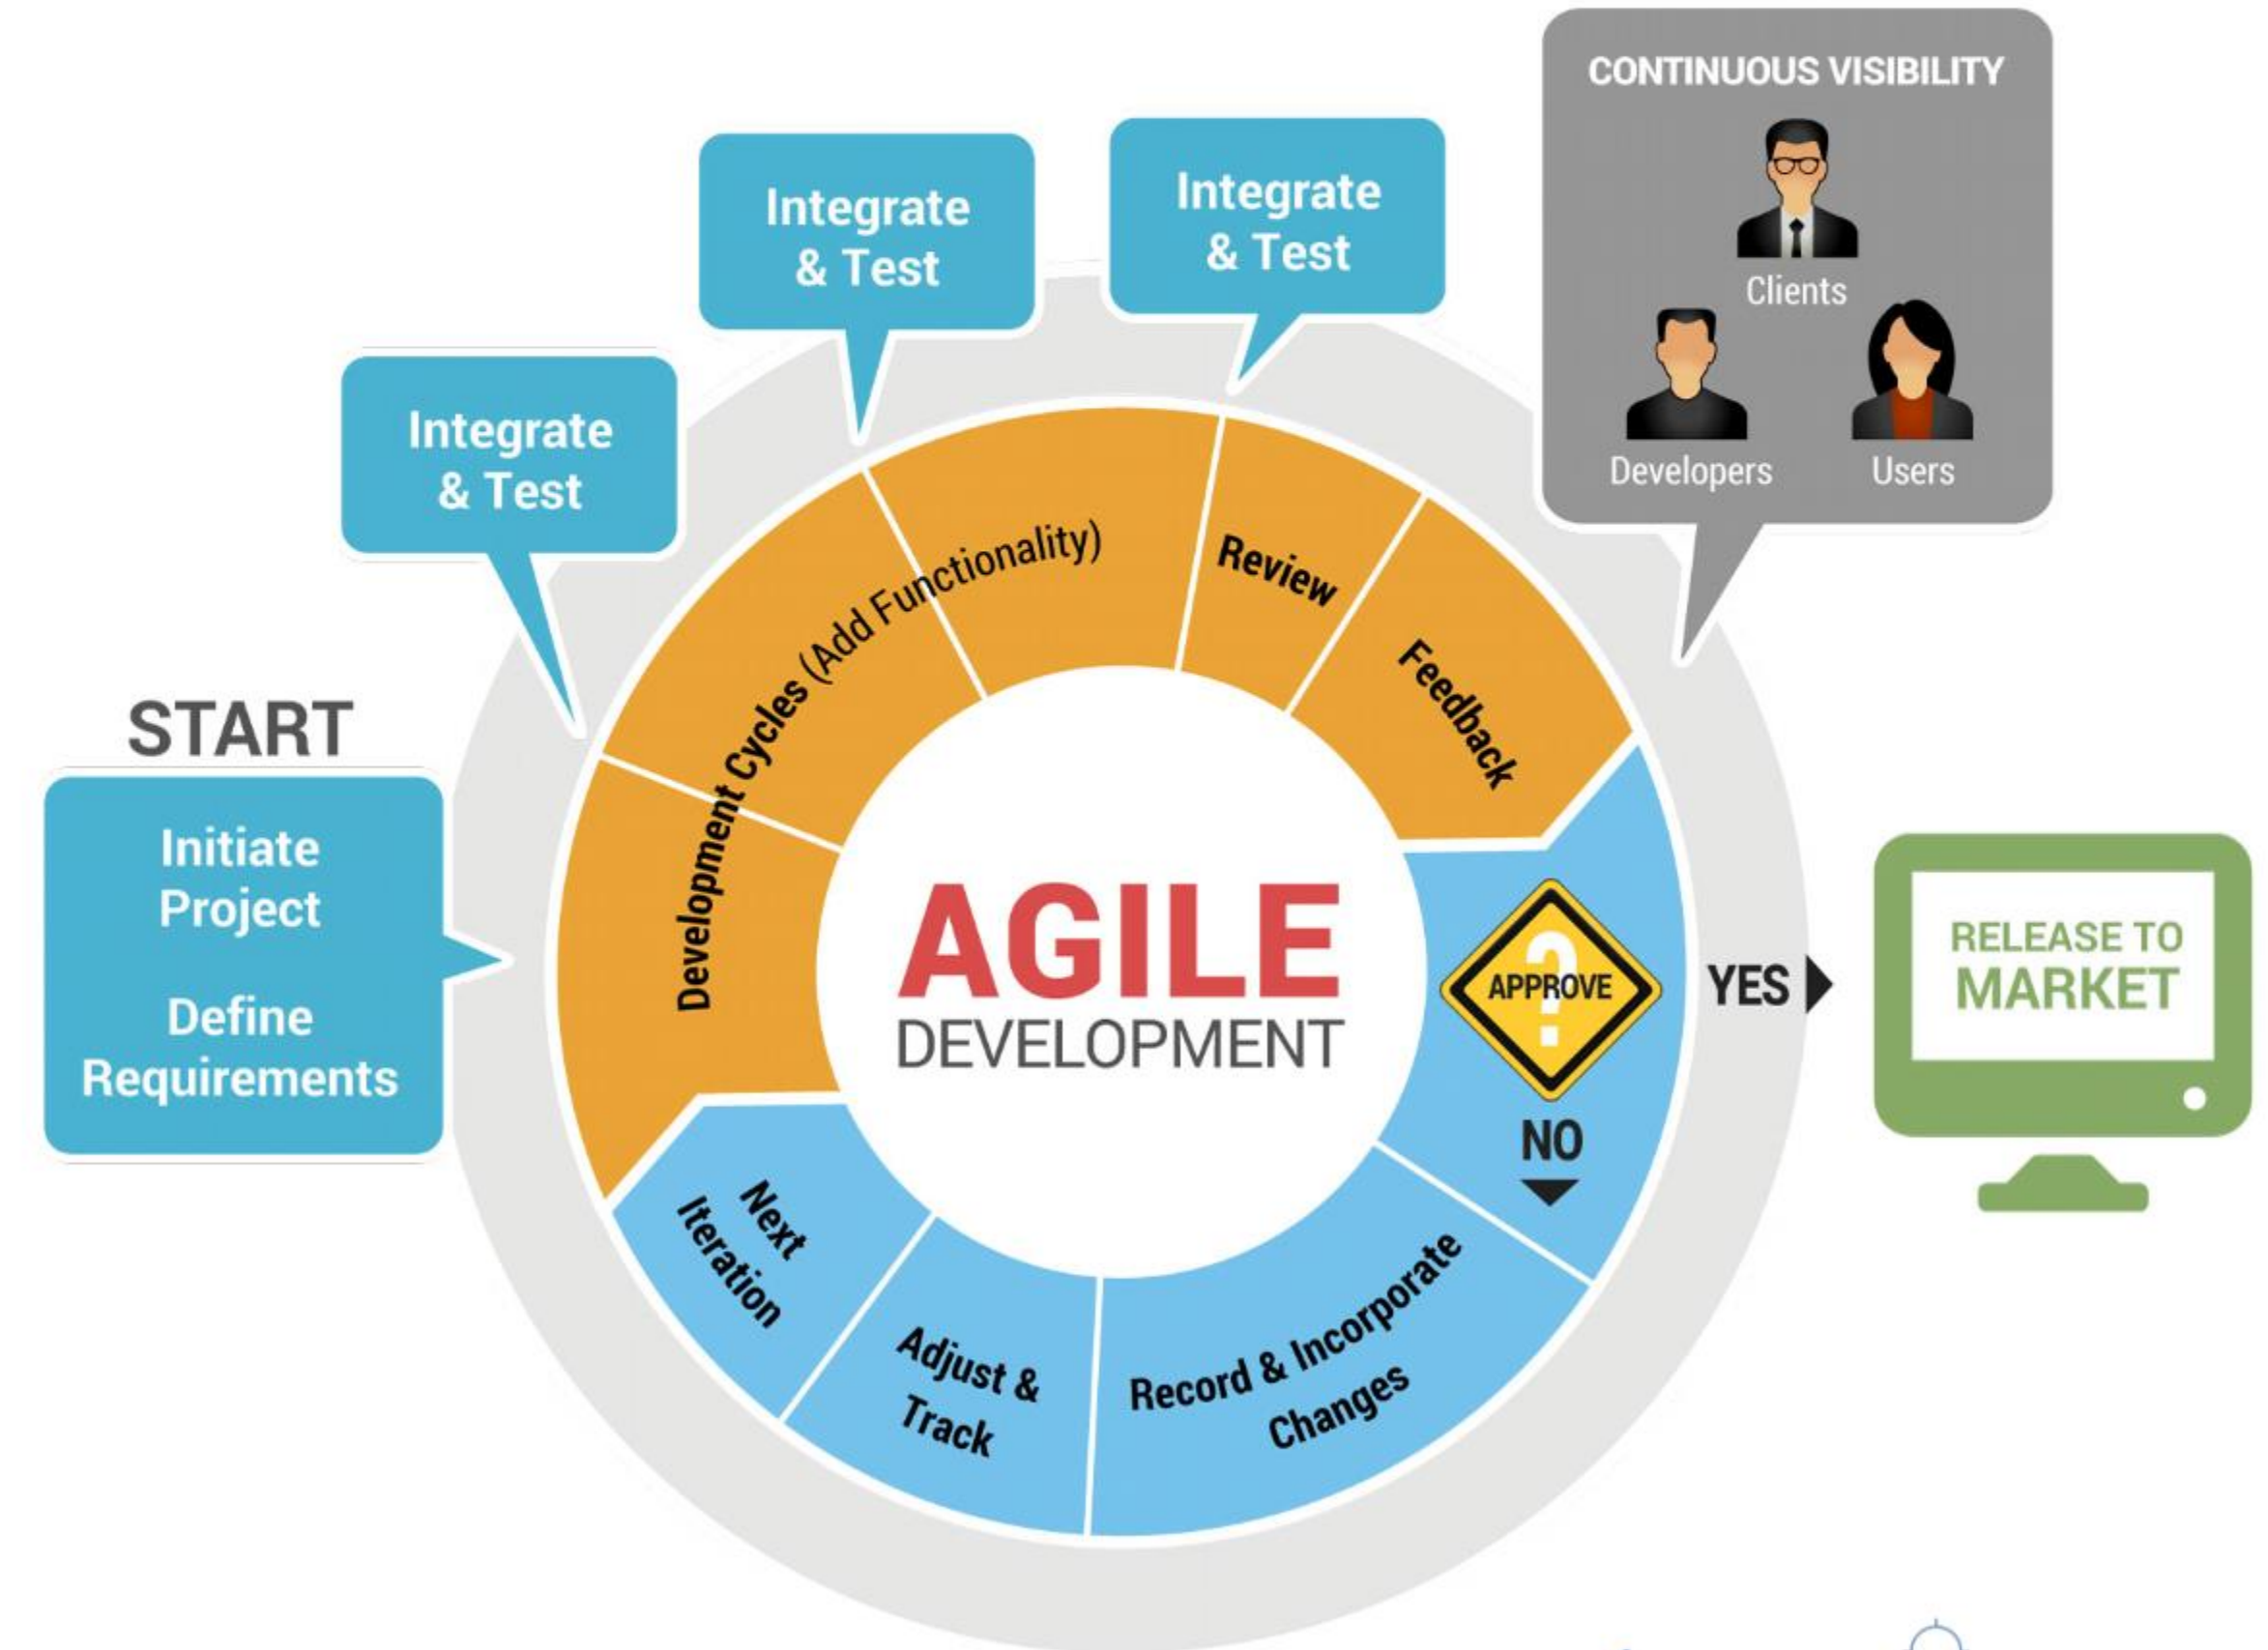 START
Initiate
Project
Define
Requirements
Integrate
& Test
Integrate
& Test
Integrate
& Test
CONTINUOUS VISIBILITY
Clients
Developers
Users
Development Cycles (Add Functionality)
Review
Feedback
?
APPROVE
YES
RELEASE TO
MARKET
NO
Record & Incorporate
Changes
Adjust &
Track
Next
Iteration
AGILE
DEVELOPMENT